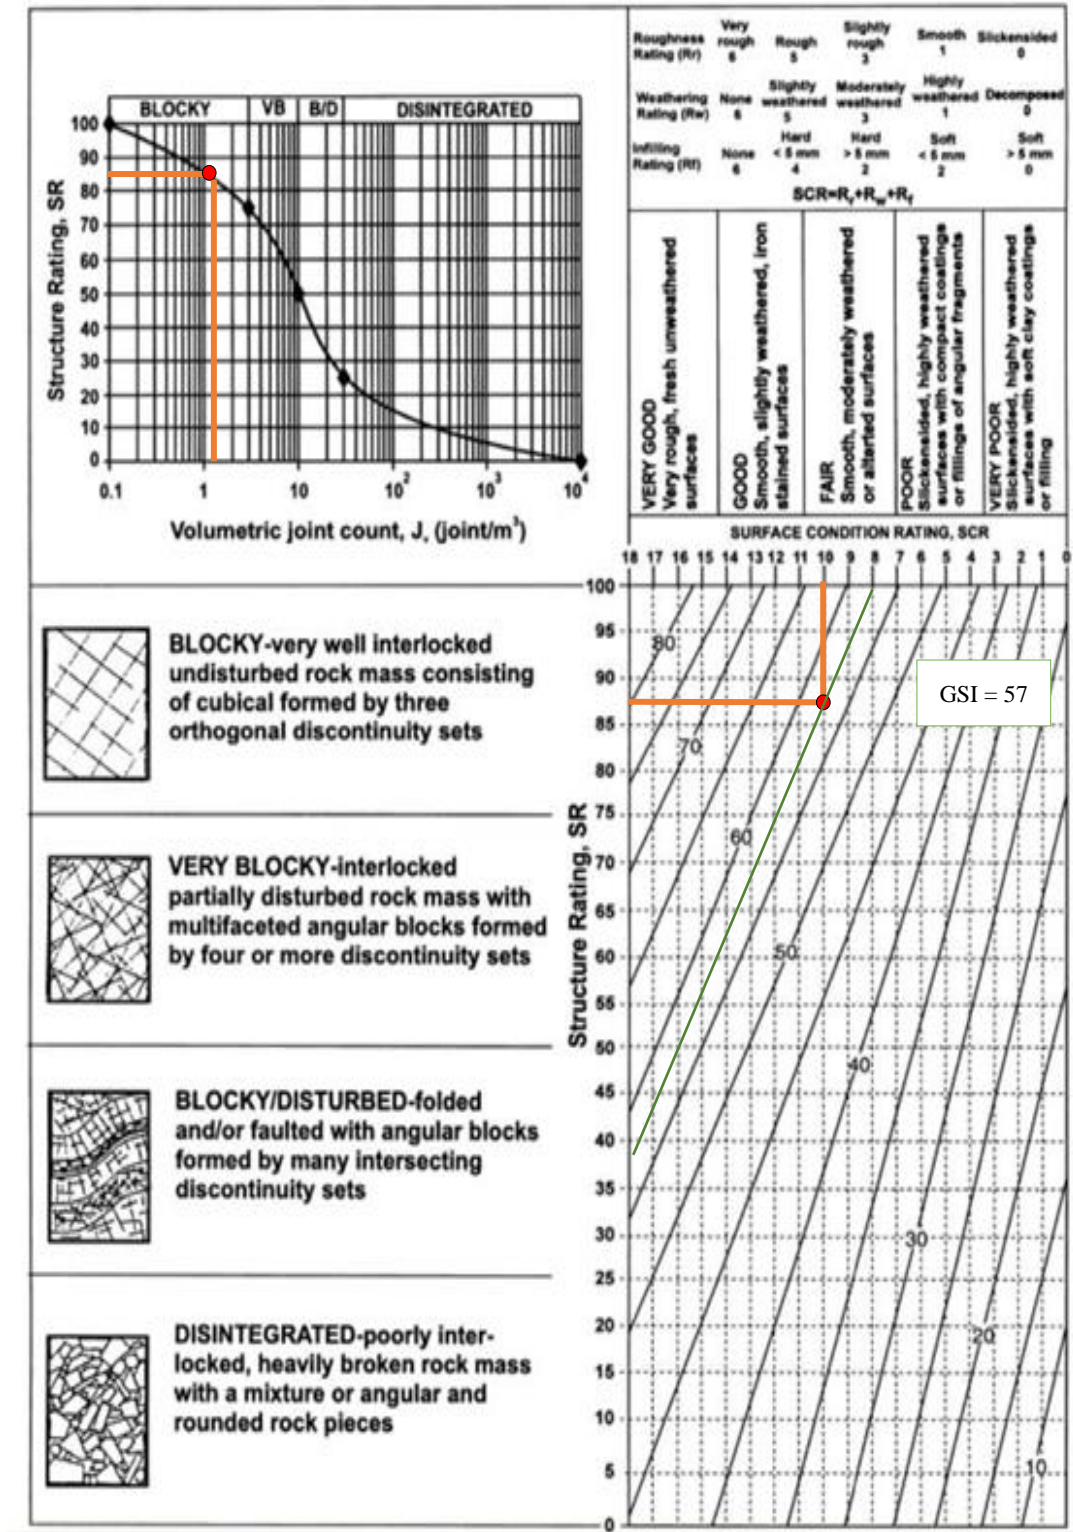 BLOCKY VB B/D DISINTEGRATED
100
90
80
70
60
50
40
30
20
10
0
Structure Rating, SR
0.1 1 10 10² 10³ 10⁴
Volumetric joint count, Jᵥ (joint/m³)
Roughness Rating (Rr)
Very rough 6
Rough 5
Slightly rough 3
Smooth 1
Slickensided 0
Weathering Rating (Rw)
None 6
Slightly weathered 5
Moderately weathered 3
Highly weathered 1
Decomposed 0
Infilling Rating (Rf)
None 6
Hard < 5 mm 4
Hard > 5 mm 2
Soft < 5 mm 2
Soft > 5 mm 0
SCR=Rr+Rw+Rf
VERY GOOD
Very rough, fresh unweathered
surfaces
GOOD
Smooth, slightly weathered, iron
stained surfaces
FAIR
Smooth, moderately weathered
or alterted surfaces
POOR
Slickensided, highly weathered
surfaces with compact coatings
or fillings of angular fragments
VERY POOR
Slickensided, highly weathered
surfaces with soft clay coatings
or filling
SURFACE CONDITION RATING, SCR
18 17 16 15 14 13 12 11 10 9 8 7 6 5 4 3 2 1 0
100
95
90
85
80
75
70
65
60
55
50
45
40
35
30
25
20
15
10
5
0
Structure Rating, SR
80
70
60
50
40
30
20
10
GSI = 57
BLOCKY-very well interlocked
undisturbed rock mass consisting
of cubical formed by three
orthogonal discontinuity sets
VERY BLOCKY-interlocked
partially disturbed rock mass with
multifaceted angular blocks formed
by four or more discontinuity sets
BLOCKY/DISTURBED-folded
and/or faulted with angular blocks
formed by many intersecting
discontinuity sets
DISINTEGRATED-poorly inter-
locked, heavily broken rock mass
with a mixture or angular and
rounded rock pieces